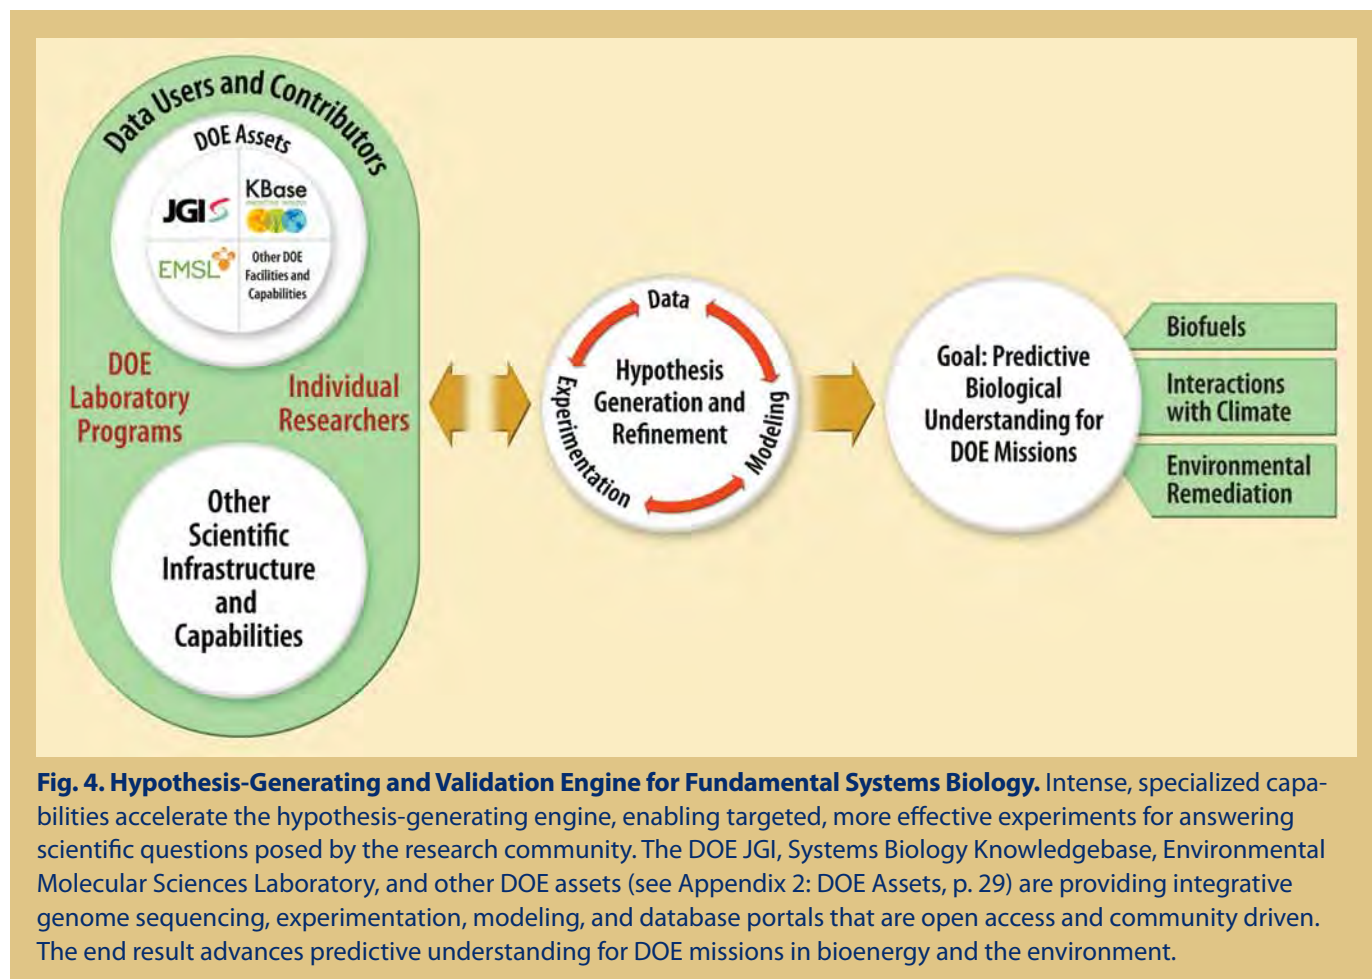 Data Users and Contributors
DOE Assets
JGI
KBase
EMSL
Other DOE
Facilities and
Capabilities
DOE
Laboratory
Programs
Individual
Researchers
Other
Scientific
Infrastructure
and
Capabilities
Data
Hypothesis
Generation and
Refinement
Experimentation
Modeling
Goal: Predictive
Biological
Understanding for
DOE Missions
Biofuels
Interactions
with Climate
Environmental
Remediation
Fig. 4. Hypothesis-Generating and Validation Engine for Fundamental Systems Biology. Intense, specialized capa-
bilities accelerate the hypothesis-generating engine, enabling targeted, more effective experiments for answering
scientific questions posed by the research community. The DOE JGI, Systems Biology Knowledgebase, Environmental
Molecular Sciences Laboratory, and other DOE assets (see Appendix 2: DOE Assets, p. 29) are providing integrative
genome sequencing, experimentation, modeling, and database portals that are open access and community driven.
The end result advances predictive understanding for DOE missions in bioenergy and the environment.